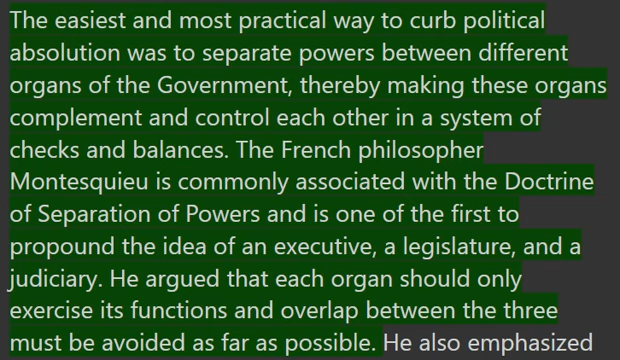 The easiest and most practical way to curb political
absolution was to separate powers between different
organs of the Government, thereby making these organs
complement and control each other in a system of
checks and balances. The French philosopher
Montesquieu is commonly associated with the Doctrine
of Separation of Powers and is one of the first to
propound the idea of an executive, a legislature, and a
judiciary. He argued that each organ should only
exercise its functions and overlap between the three
must be avoided as far as possible. He also emphasized